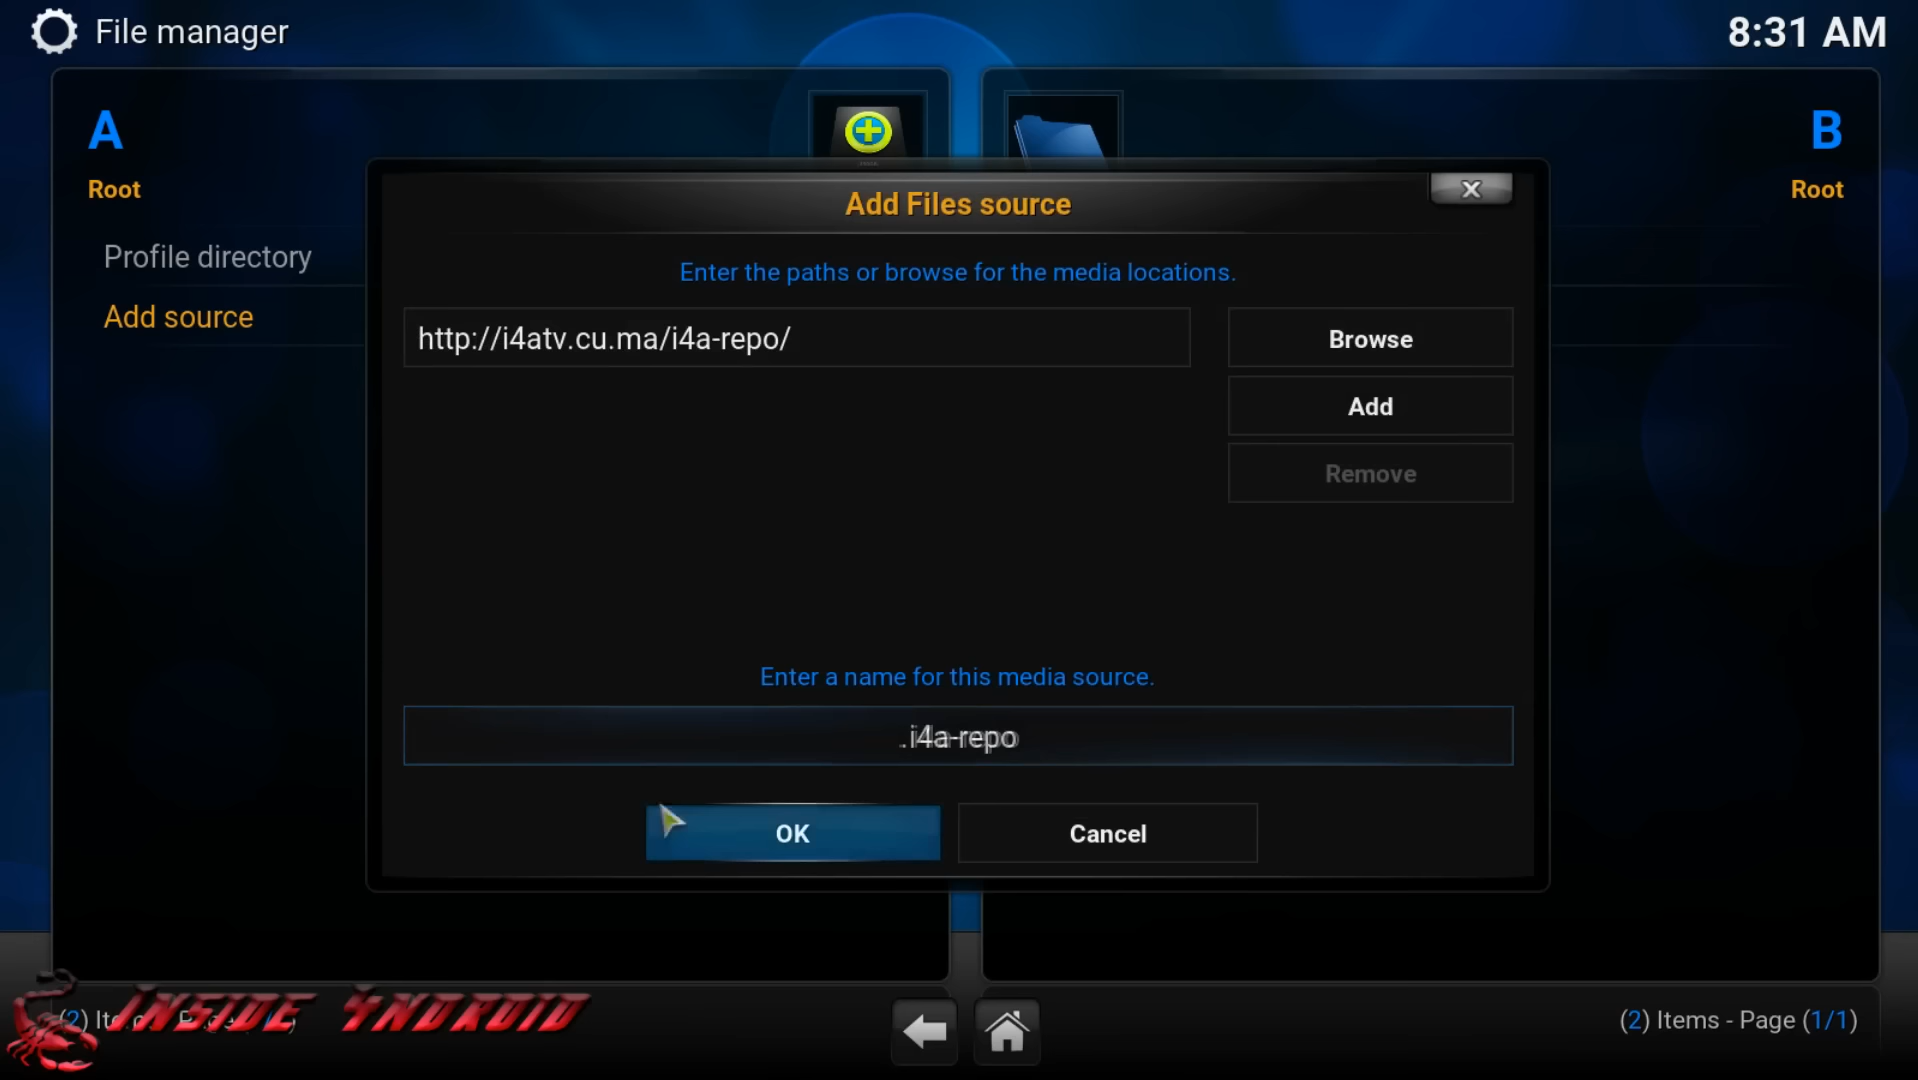 File manager
8:31 AM
A
B
Root
Root
Profile directory
Add source
Add Files source
Enter the paths or browse for the media locations.
http://i4atv.cu.ma/i4a-repo/
Browse
Add
Remove
Enter a name for this media source.
.i4a-repo
OK
Cancel
INSIDE 4NDROID
(2) Items - Page (1/1)